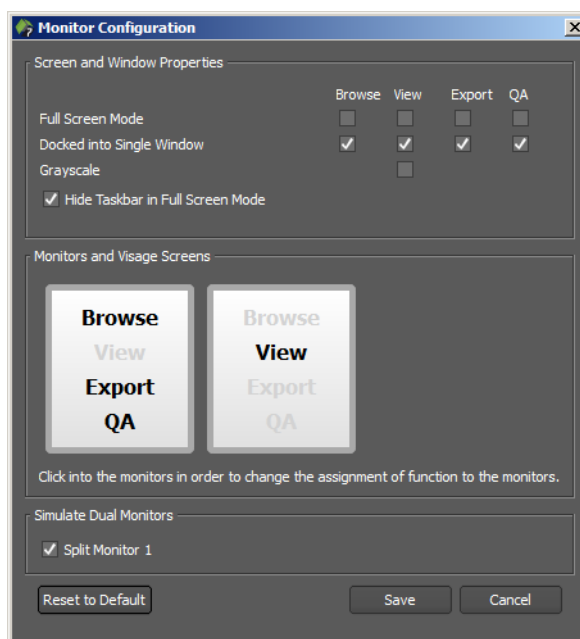 Monitor Configuration
Screen and Window Properties
Browse View Export QA
Full Screen Mode
Docked into Single Window
Grayscale
Hide Taskbar in Full Screen Mode
Monitors and Visage Screens
Browse
View
Export
QA
Browse
View
Export
QA
Click into the monitors in order to change the assignment of function to the monitors.
Simulate Dual Monitors
Split Monitor 1
Reset to Default Save Cancel